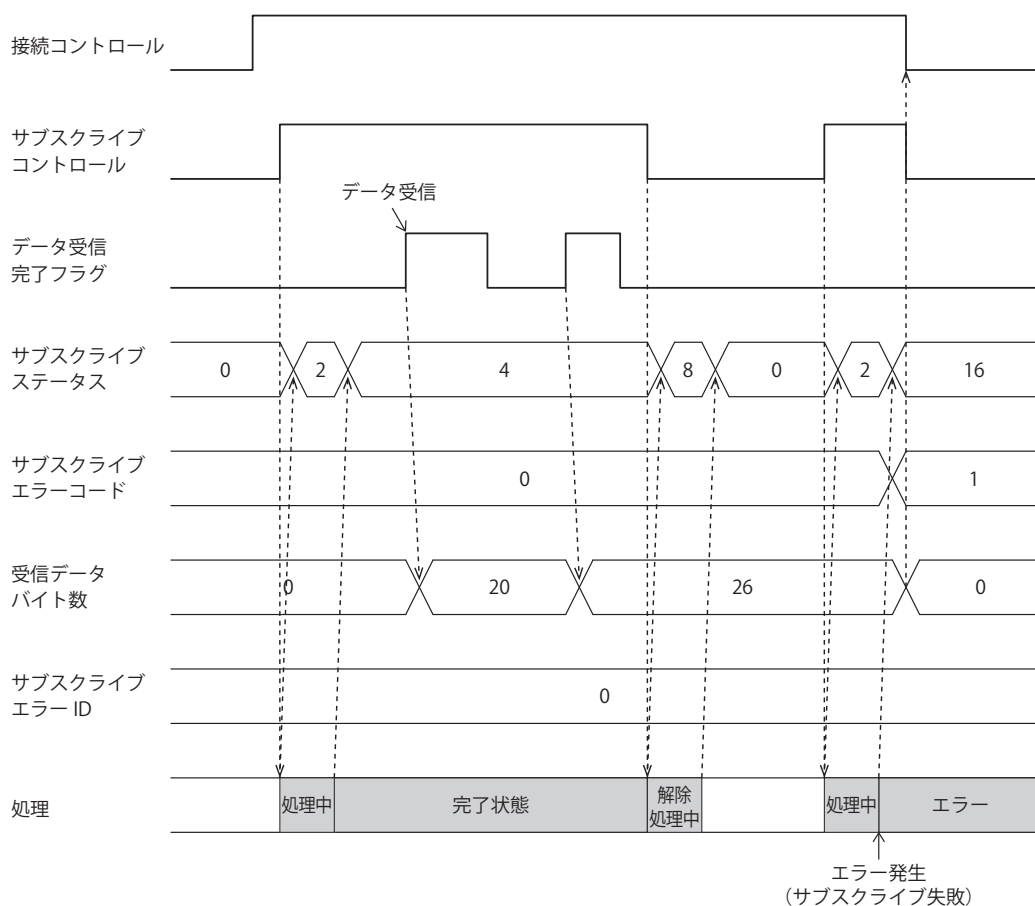 接続コントロール
サブスクライブ
コントロール
データ受信
データ受信
完了フラグ
サブスクライブ
ステータス
0 2 4 8 0 2 16
サブスクライブ
エラーコード
0 1
受信データ
バイト数
0 20 26 0
サブスクライブ
エラー ID
0
処理
処理中 完了状態 解除
処理中
処理中 エラー
エラー発生
（サブスクライブ失敗）